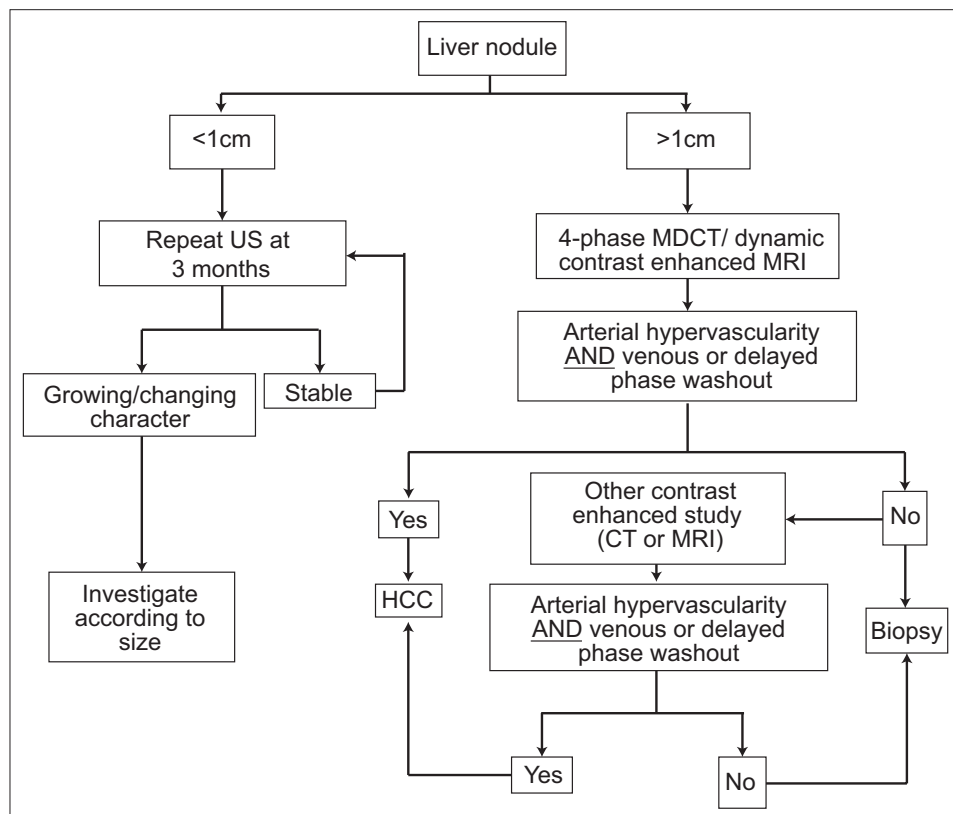 Liver nodule
<1cm
>1cm
Repeat US at
3 months
4-phase MDCT/ dynamic
contrast enhanced MRI
Arterial hypervascularity
AND venous or delayed
phase washout
Growing/changing
character
Stable
Yes
Other contrast
enhanced study
(CT or MRI)
No
Investigate
according to
size
HCC
Arterial hypervascularity
AND venous or delayed
phase washout
Biopsy
Yes
No